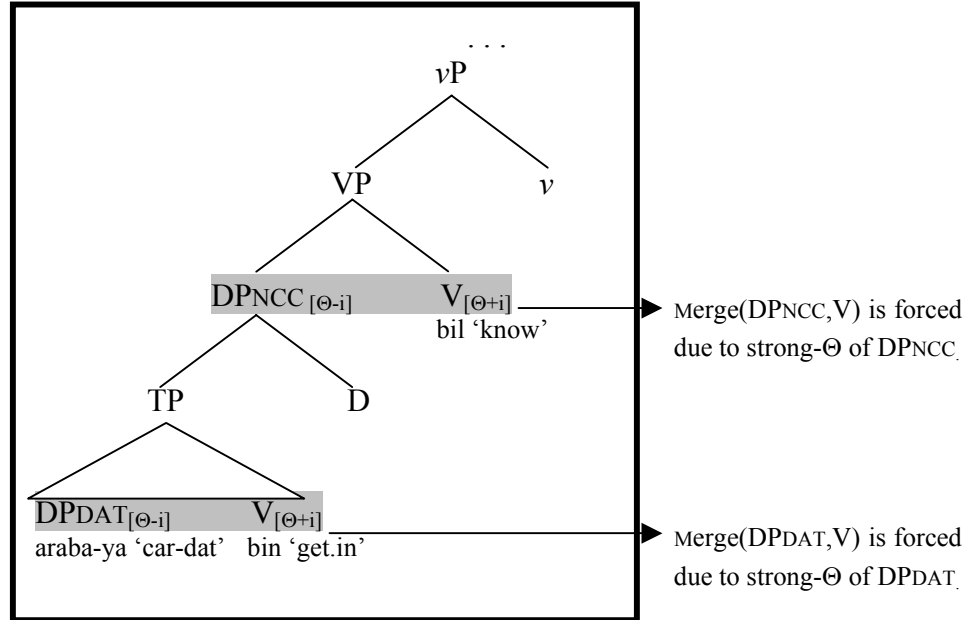 . . .
vP
VP v
DPNCC [Θ-i] V[Θ+i]
bil ‘know’
Merge(DPNCC,V) is forced
due to strong-Θ of DPNCC.
TP D
DPDAT[Θ-i] V[Θ+i]
araba-ya ‘car-dat’ bin ‘get.in’
Merge(DPDAT,V) is forced
due to strong-Θ of DPDAT.